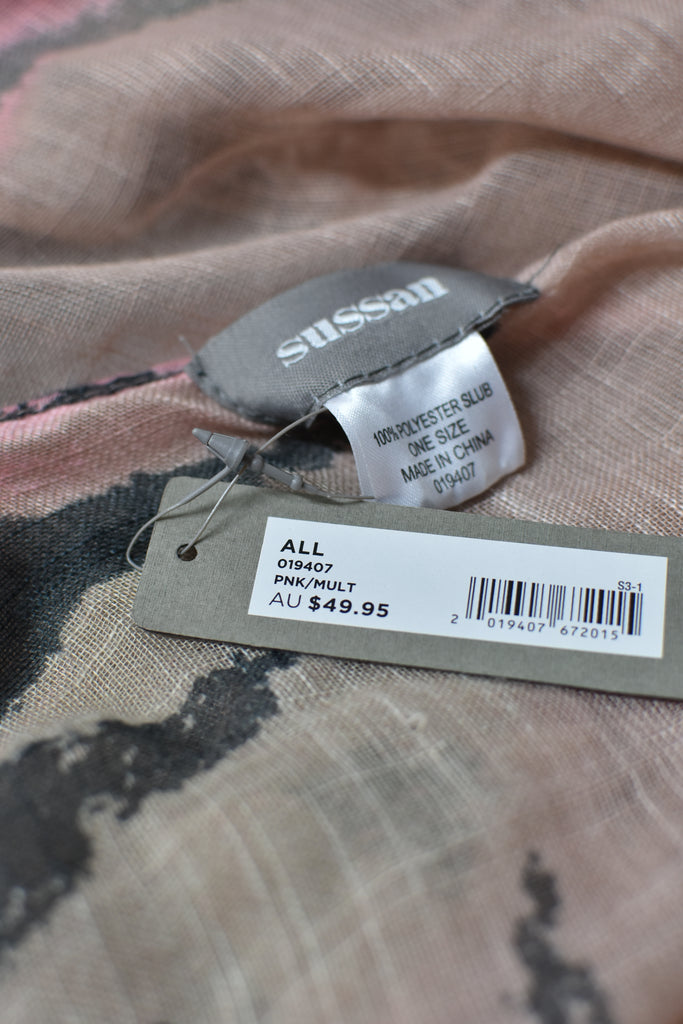 sussan
100% POLYESTER SLUB
ONE SIZE
MADE IN CHINA
019407
ALL
019407
PNK/MULT
AU $49.95
S3-1
2 019407 672015